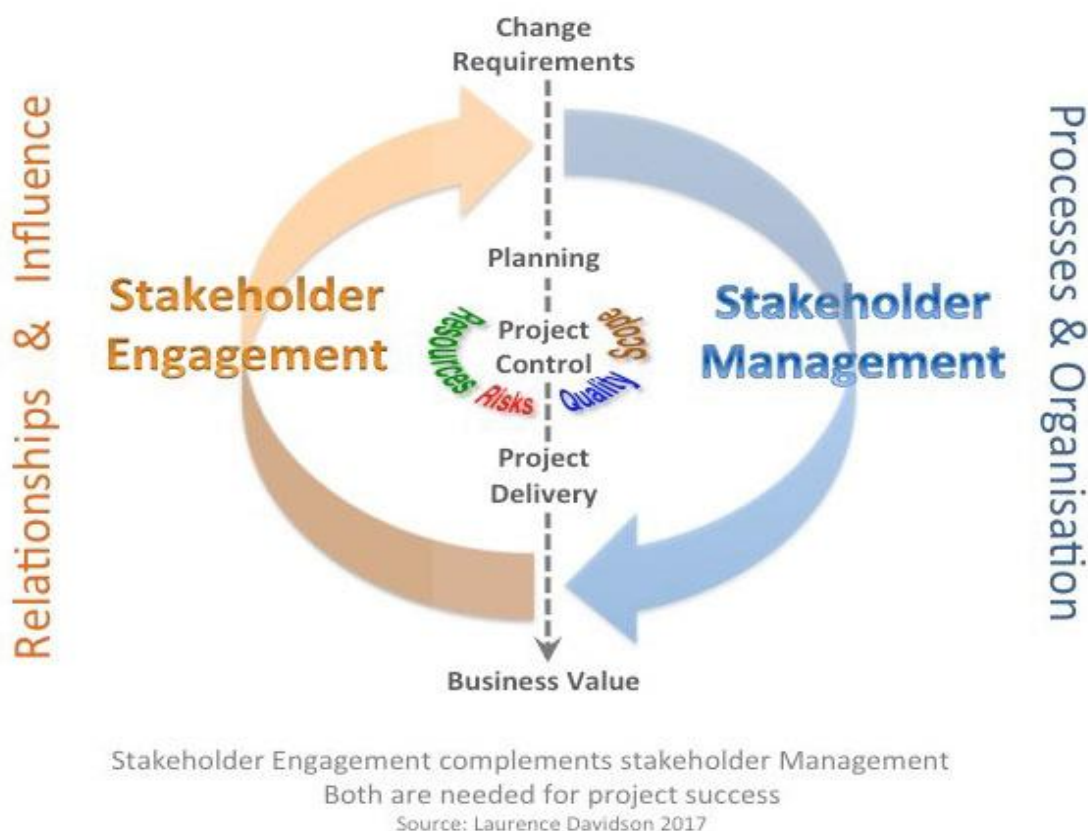 Change
Requirements
Relationships & Influence
Processes & Organisation
Planning
Stakeholder
Engagement
Stakeholder
Management
Resources
Project
Control
Scope
Risks
Quality
Project
Delivery
Business Value
Stakeholder Engagement complements stakeholder Management
Both are needed for project success
Source: Laurence Davidson 2017